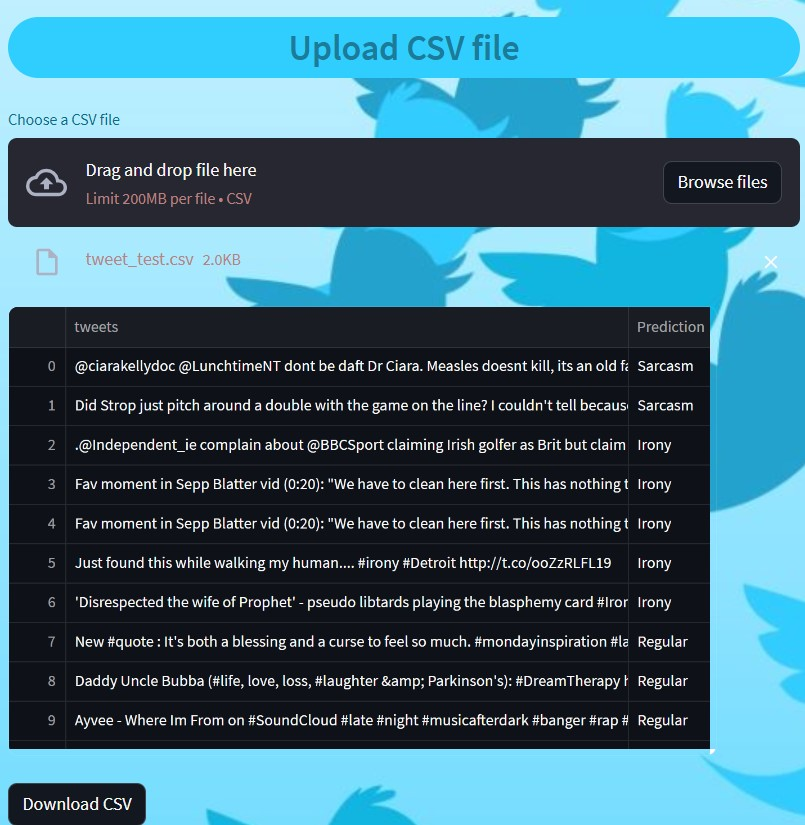 Upload CSV file
Choose a CSV file
Drag and drop file here
Limit 200MB per file • CSV
Browse files
tweet_test.csv 2.0KB
tweets Prediction
0 @ciarakellydoc @LunchtimeNT dont be daft Dr Ciara. Measles doesnt kill, its an old fa Sarcasm
1 Did Strop just pitch around a double with the game on the line? I couldn't tell becaus Sarcasm
2 .@Independent_ie complain about @BBCSport claiming Irish golfer as Brit but claim Irony
3 Fav moment in Sepp Blatter vid (0:20): "We have to clean here first. This has nothing t Irony
4 Fav moment in Sepp Blatter vid (0:20): "We have to clean here first. This has nothing t Irony
5 Just found this while walking my human.... #irony #Detroit http://t.co/ooZzRLFL19 Irony
6 'Disrespected the wife of Prophet' - pseudo libtards playing the blasphemy card #Iror Irony
7 New #quote : It's both a blessing and a curse to feel so much. #mondayinspiration #la Regular
8 Daddy Uncle Bubba (#life, love, loss, #laughter &amp; Parkinson's): #DreamTherapy h Regular
9 Ayvee - Where Im From on #SoundCloud #late #night #musicafterdark #banger #rap # Regular
Download CSV